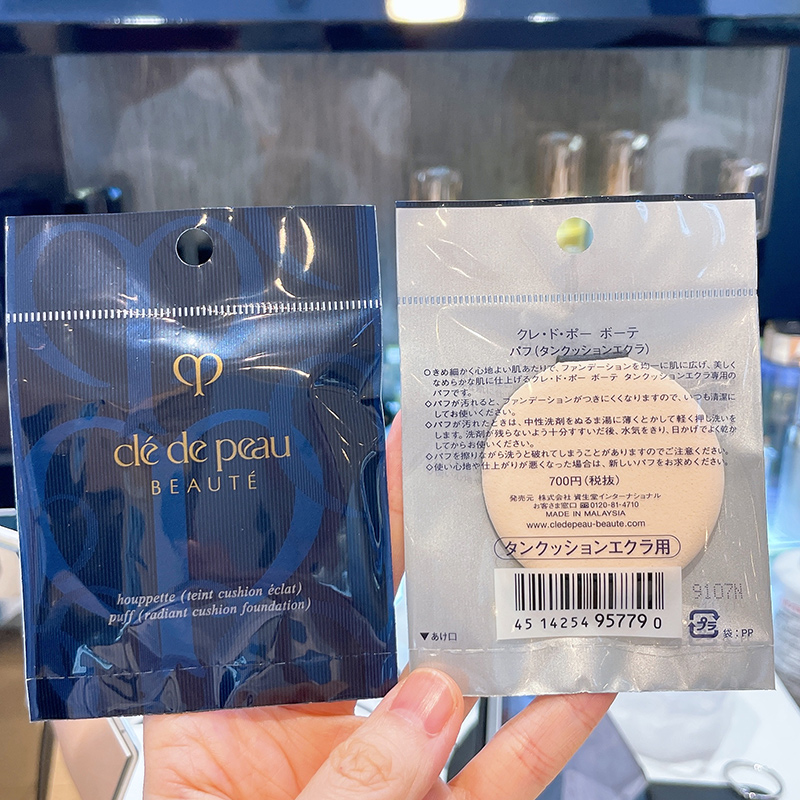 clé de peau
BEAUTÉ
houppette (teint cushion éclat)
puff (radiant cushion foundation)
クレ・ド・ポー ボーテ
パフ(タンクッションエクラ)
○きめ細かく心地よい肌あたりで、ファンデーションを均一に肌に広げ、美しく
なめらかな肌に仕上げるクレ・ド・ポー ボーテ タンクッションエクラ専用の
パフです。
◇パフが汚れると、ファンデーションがつきにくくなりますので、いつも清潔に
してお使いください。
◇パフが汚れたときは、中性洗剤をぬるま湯に薄くとかして軽く押し洗いを
します。洗剤が残らないよう十分すすいだ後、水気をきり、日かげでよく乾か
してからお使いください。
◇パフを擦りながら洗うと破れてしまうことがありますのでご注意ください。
◇使い心地や仕上がりが悪くなった場合は、新しいパフをお求めください。
700円(税抜)
発売元 株式会社 資生堂インターナショナル
お客さま窓口 0120-81-4710
MADE IN MALAYSIA
www.cledepeau-beaute.com
タンクッションエクラ用
4 514254 957790
9107N
▼あけ口
プラ 袋:PP